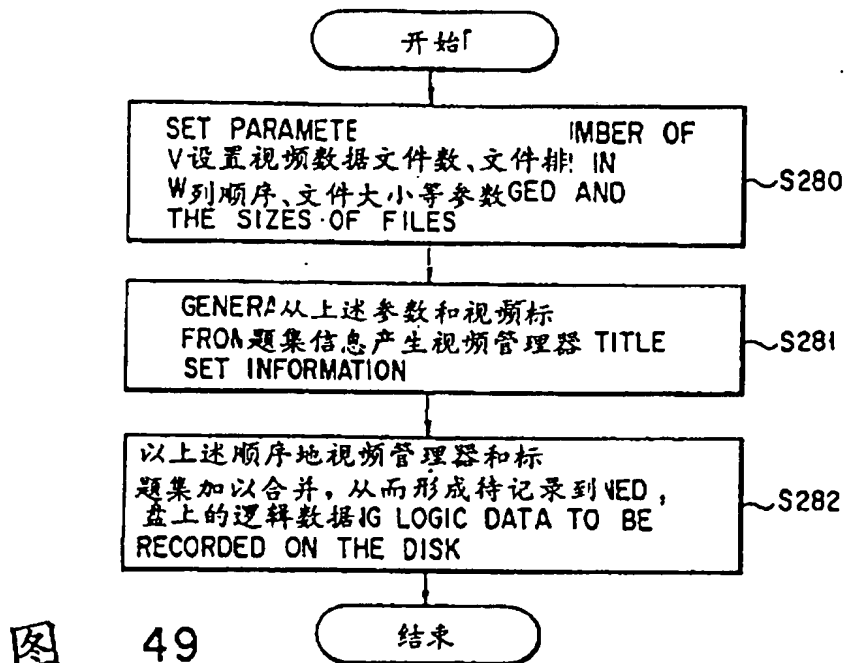 开始
SET PARAMETE IMBER OF
V设置视频数据文件数、文件排! IN
W列顺序、文件大小等参数GED AND
THE SIZES OF FILES
S280
GENERA从上述参数和视频标
FROM题集信息产生视频管理器 TITLE
SET INFORMATION
S281
以上述顺序地视频管理器和标
题集加以合并，从而形成待记录到NED,
盘上的逻辑数据IG LOGIC DATA TO BE
RECORDED ON THE DISK
S282
结束
图 49